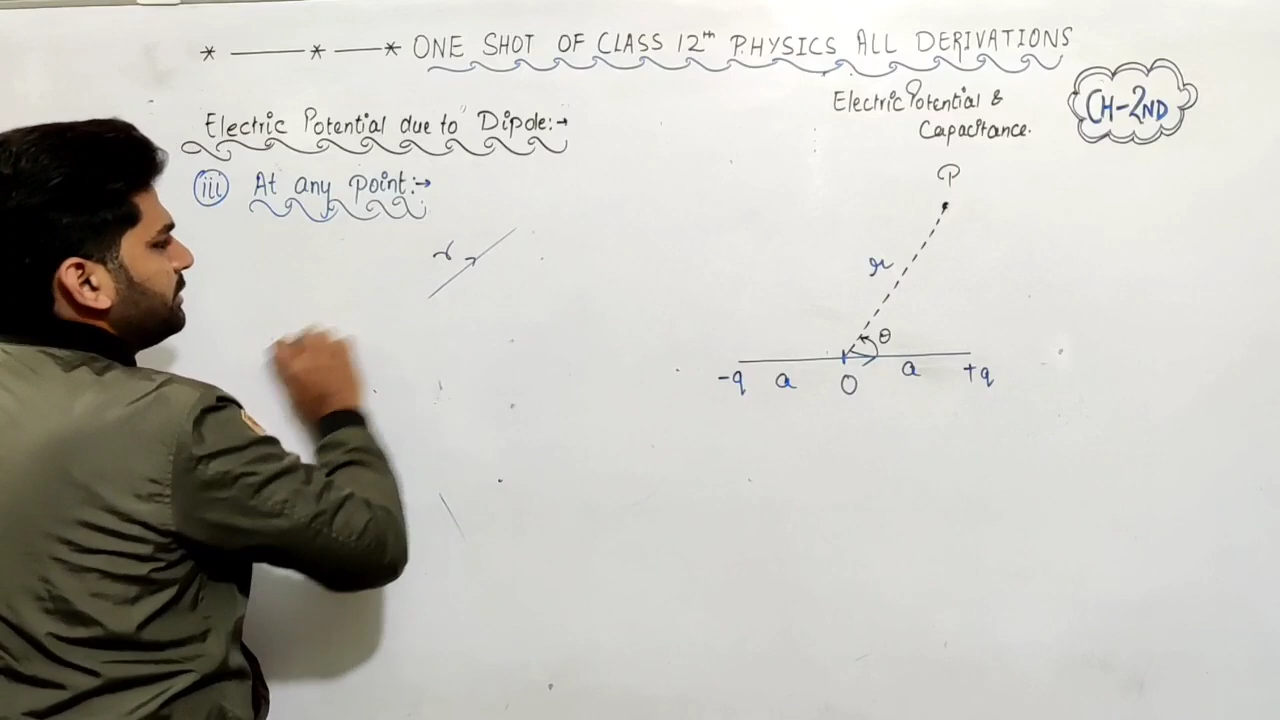 * ——— * —— * ONE SHOT OF CLASS 12th PHYSICS ALL DERIVATIONS
Electric Potential &
Capacitance.
CH-2ND
Electric Potential due to Dipole:→
iii At any point:→
P
r
θ
-q a O a +q